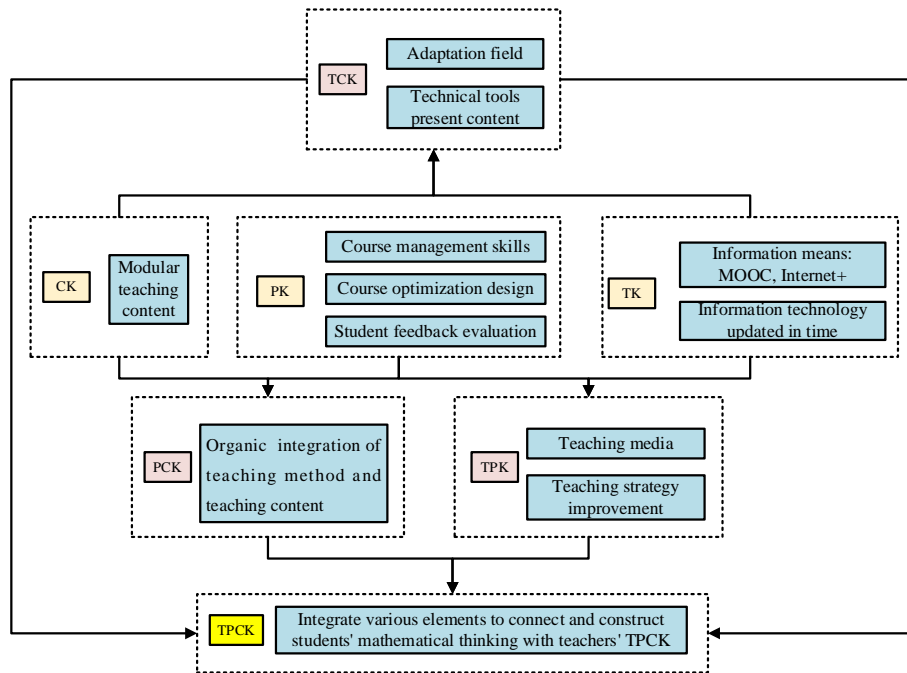 TCK
Adaptation field
Technical tools
present content
CK
Modular
teaching
content
PK
Course management skills
Course optimization design
Student feedback evaluation
TK
Information means:
MOOC, Internet+
Information technology
updated in time
PCK
Organic integration of
teaching method and
teaching content
TPK
Teaching media
Teaching strategy
improvement
TPCK
Integrate various elements to connect and construct
students' mathematical thinking with teachers' TPCK